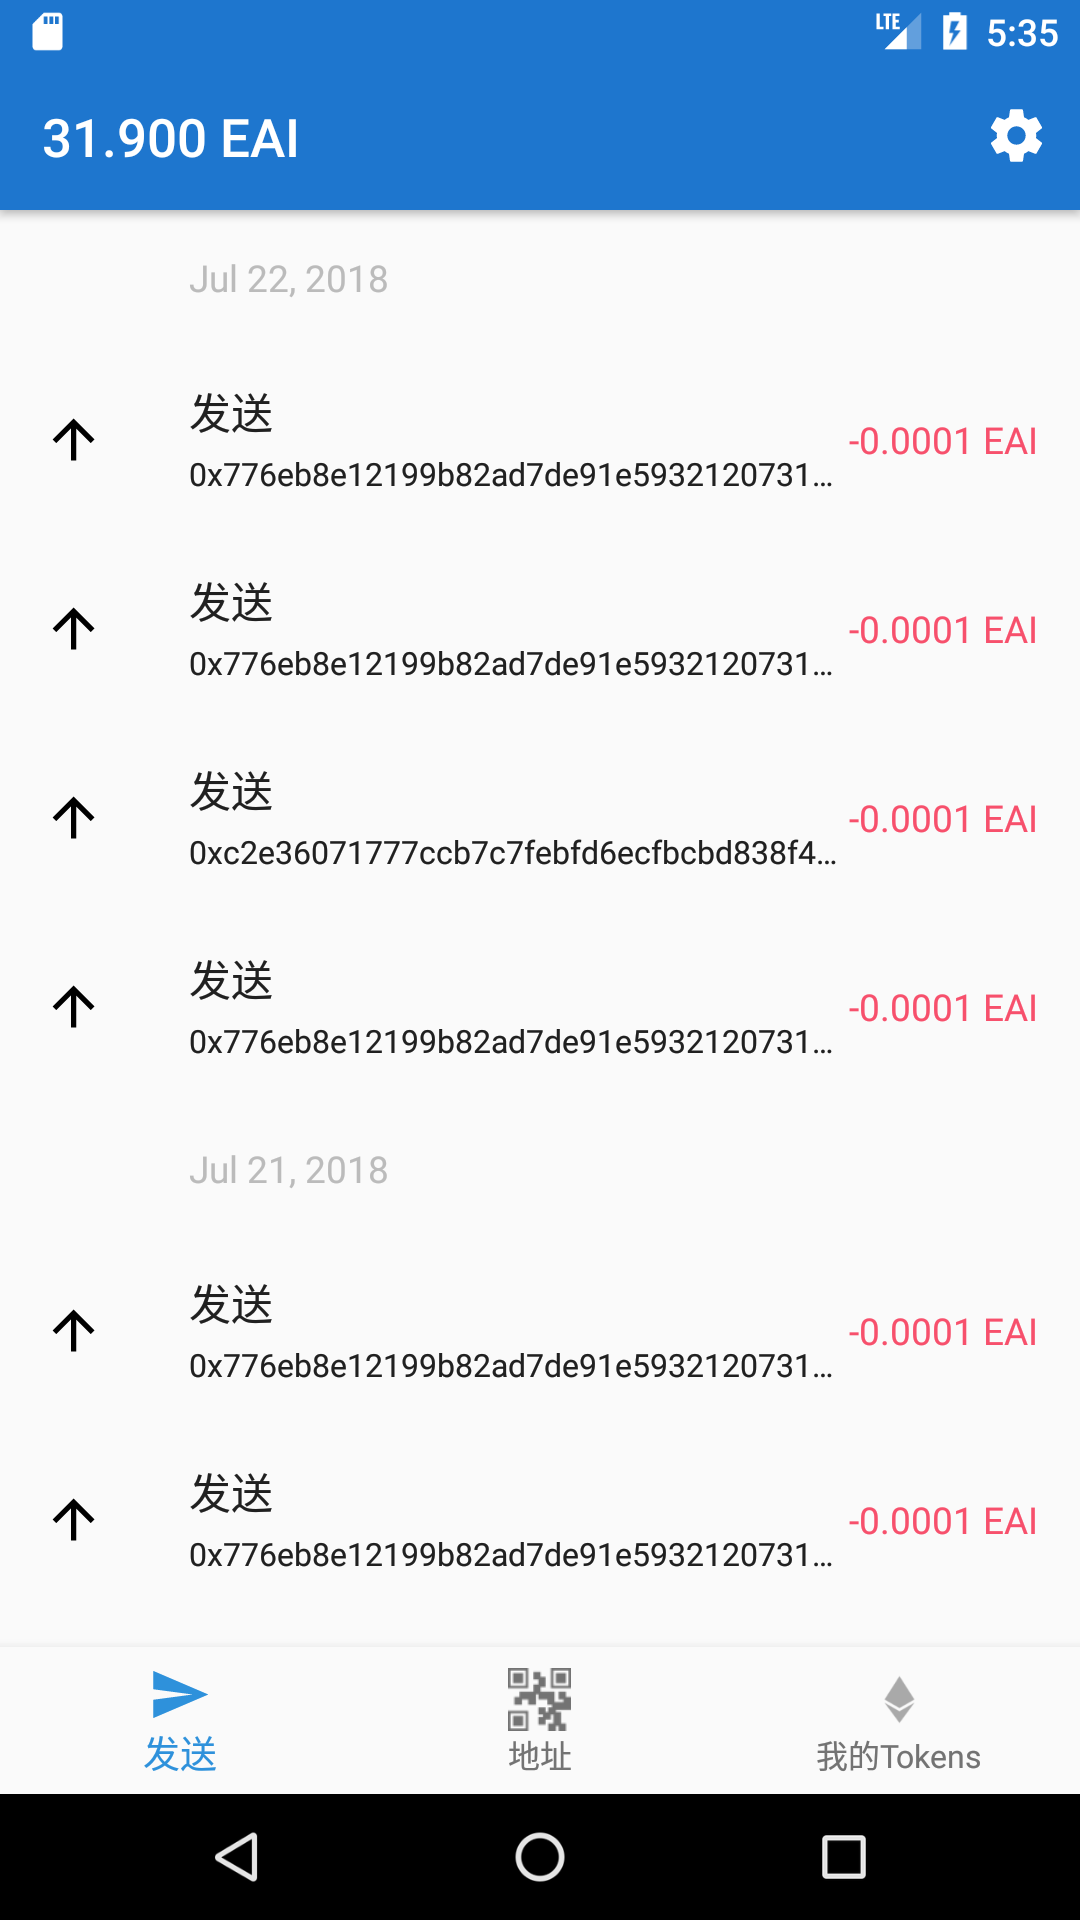 LTE 5:35
31.900 EAI
Jul 22, 2018
发送
0x776eb8e12199b82ad7de91e5932120731...
-0.0001 EAI
发送
0x776eb8e12199b82ad7de91e5932120731...
-0.0001 EAI
发送
0xc2e36071777ccb7c7febfd6ecfbcbd838f4...
-0.0001 EAI
发送
0x776eb8e12199b82ad7de91e5932120731...
-0.0001 EAI
Jul 21, 2018
发送
0x776eb8e12199b82ad7de91e5932120731...
-0.0001 EAI
发送
0x776eb8e12199b82ad7de91e5932120731...
-0.0001 EAI
发送
地址
我的Tokens